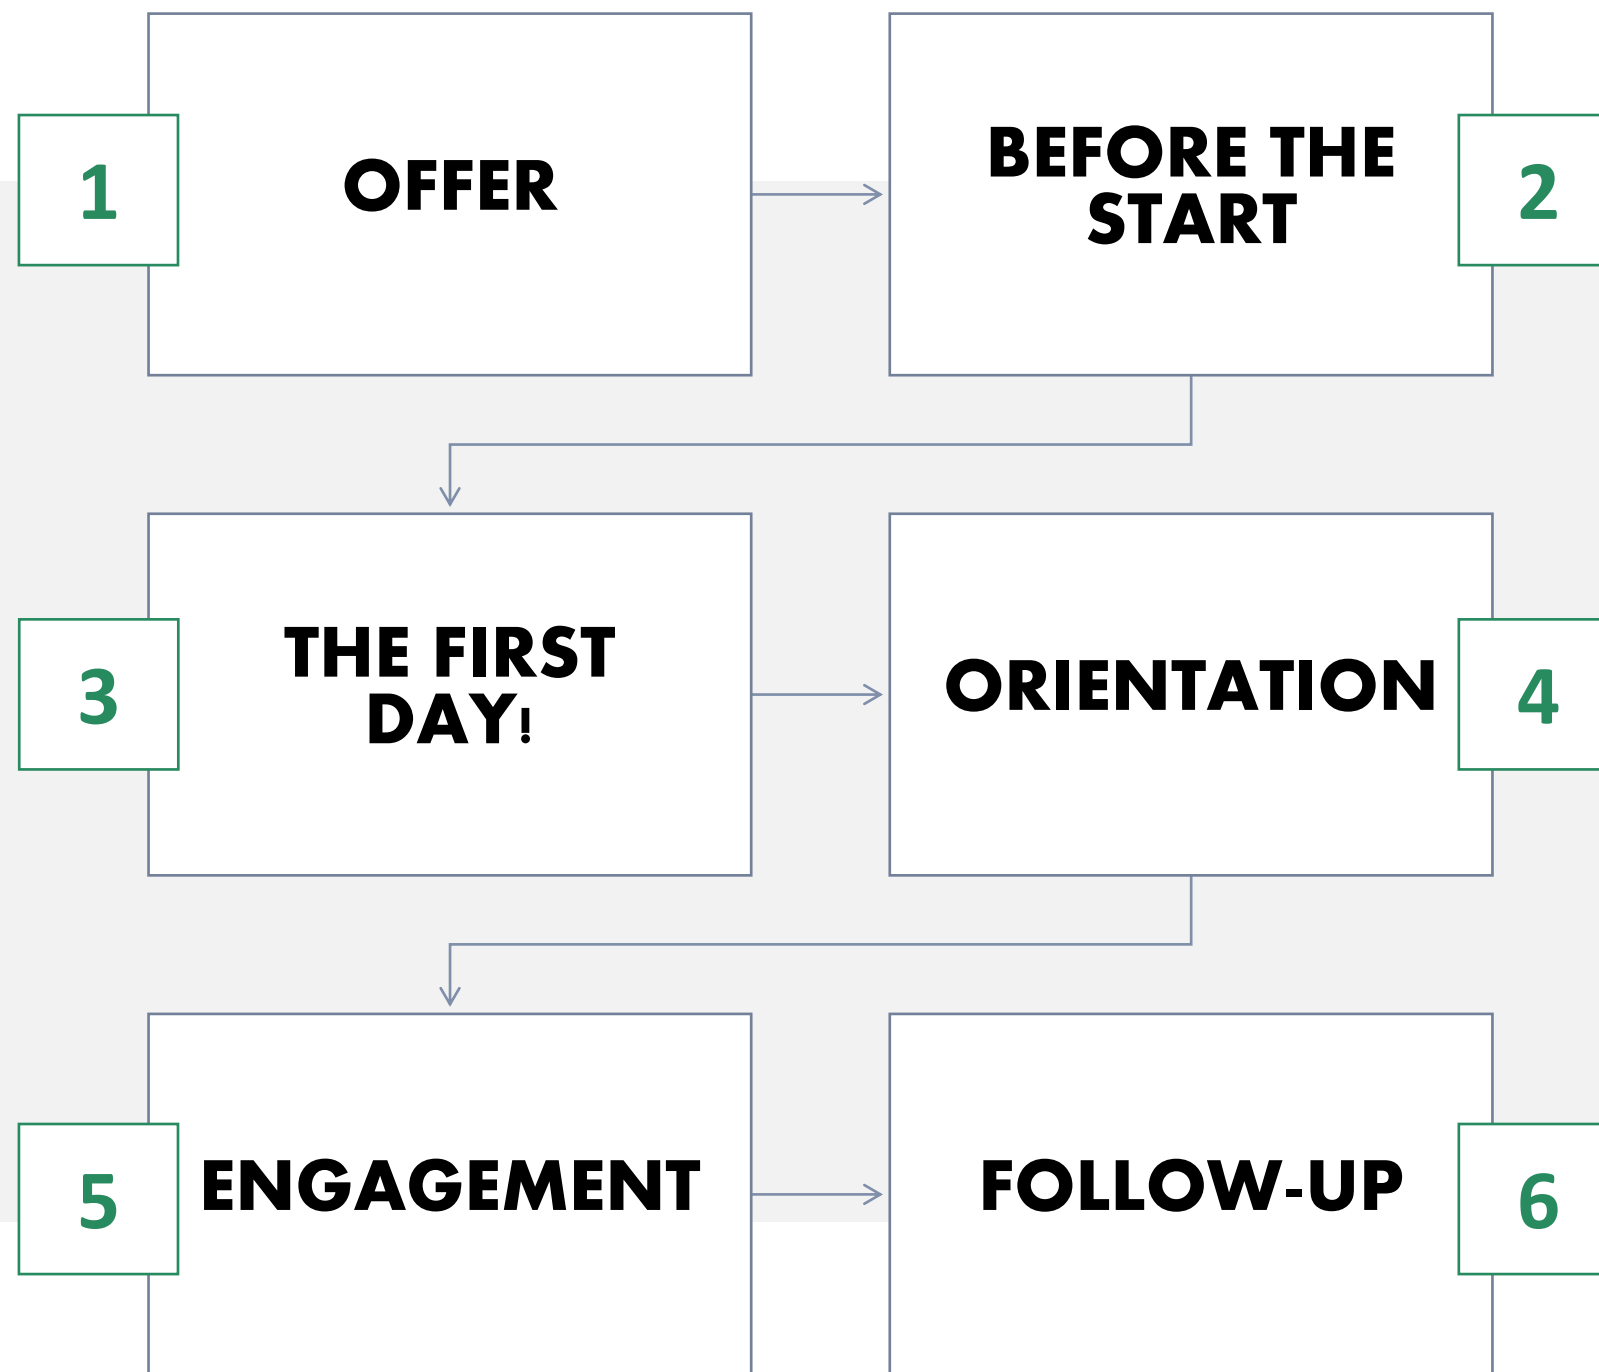 1
OFFER
BEFORE THE
START
2
3
THE FIRST
DAY!
ORIENTATION
4
5
ENGAGEMENT
FOLLOW-UP
6